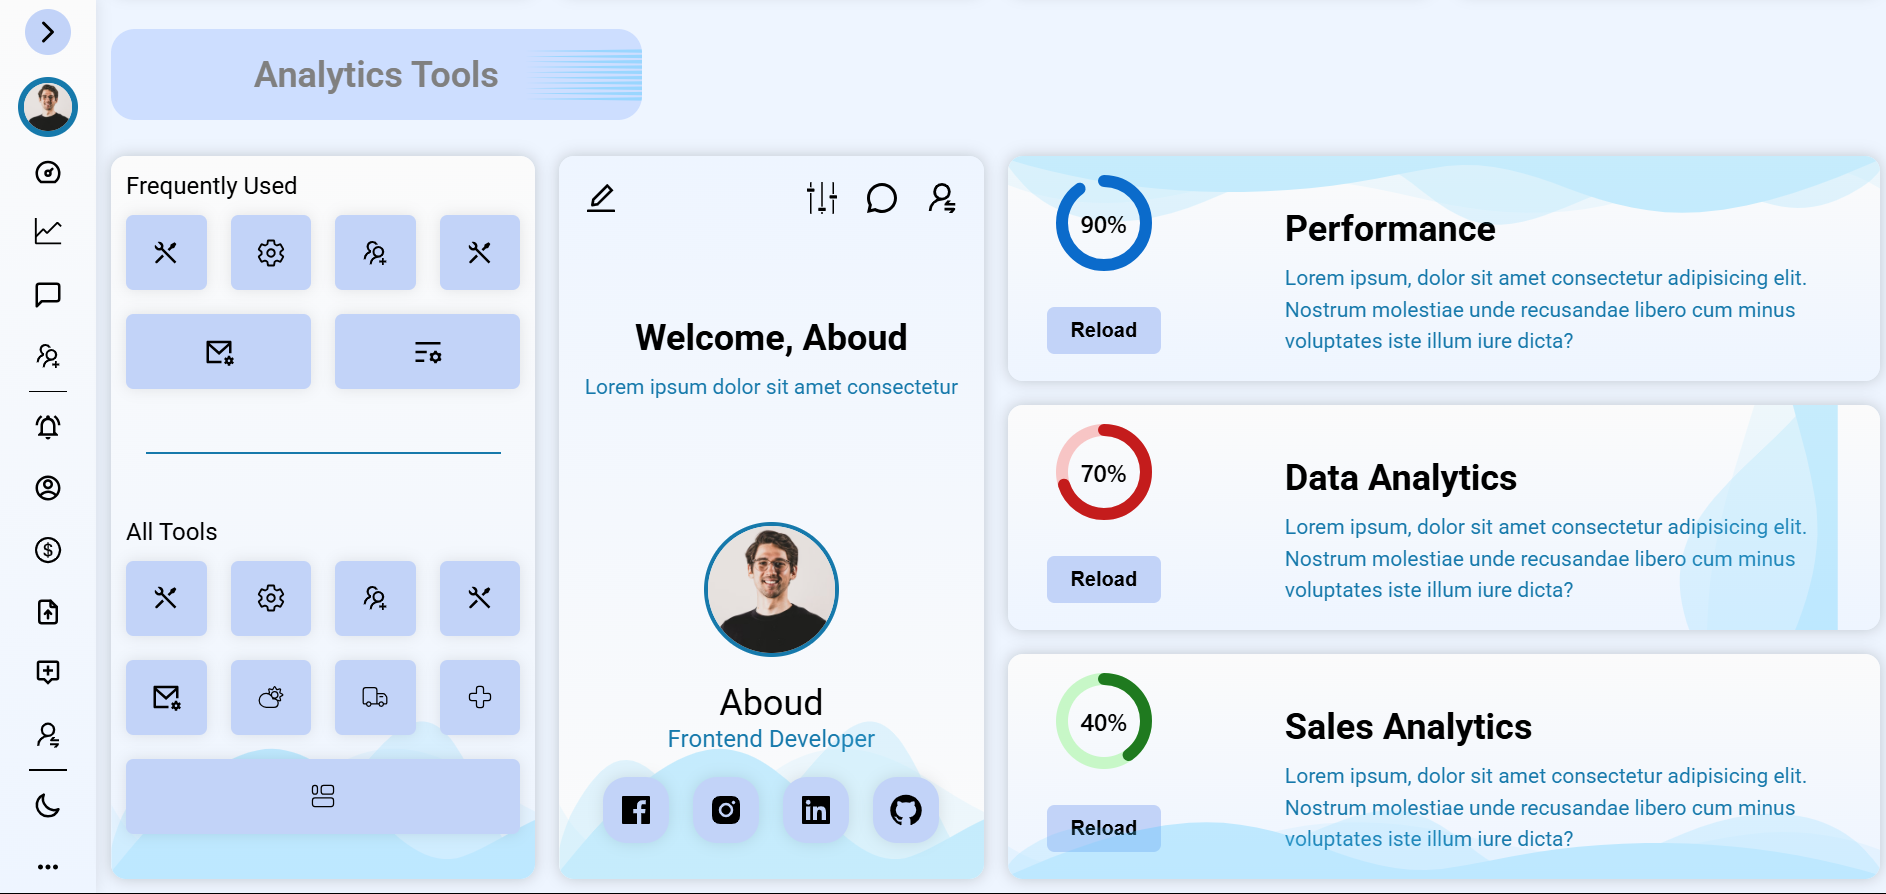 Analytics Tools
Frequently Used
All Tools
Welcome, Aboud
Lorem ipsum dolor sit amet consectetur
Aboud
Frontend Developer
90%
Reload
Performance
Lorem ipsum, dolor sit amet consectetur adipisicing elit.
Nostrum molestiae unde recusandae libero cum minus
voluptates iste illum iure dicta?
70%
Reload
Data Analytics
Lorem ipsum, dolor sit amet consectetur adipisicing elit.
Nostrum molestiae unde recusandae libero cum minus
voluptates iste illum iure dicta?
40%
Reload
Sales Analytics
Lorem ipsum, dolor sit amet consectetur adipisicing elit.
Nostrum molestiae unde recusandae libero cum minus
voluptates iste illum iure dicta?